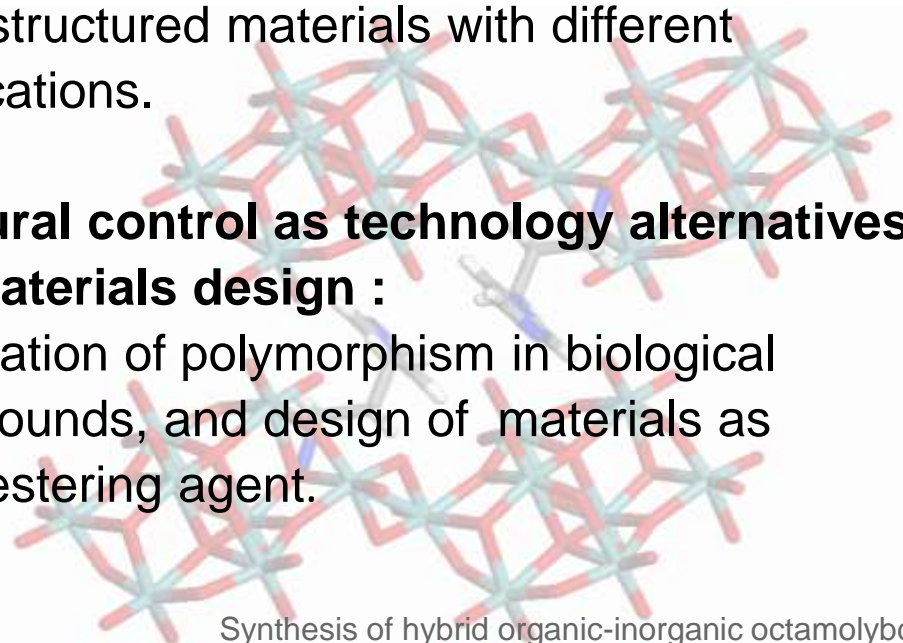 structured materials with different
cations.
ural control as technology alternatives
aterials design :
ation of polymorphism in biological
ounds, and design of  materials as
estering agent.
Synthesis of hybrid organic-inorganic octamolybd